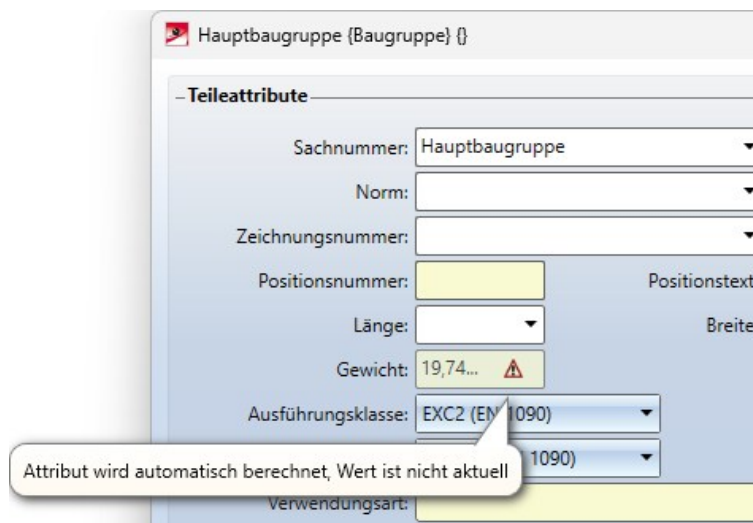 Hauptbaugruppe {Baugruppe} {}
Teileattribute
Sachnummer: Hauptbaugruppe
Norm:
Zeichnungsnummer:
Positionsnummer: Positionstext
Länge: Breite
Gewicht: 19,74...
Ausführungsklasse: EXC2 (EN 1090)
1090)
Attribut wird automatisch berechnet, Wert ist nicht aktuell
Verwendungsart: